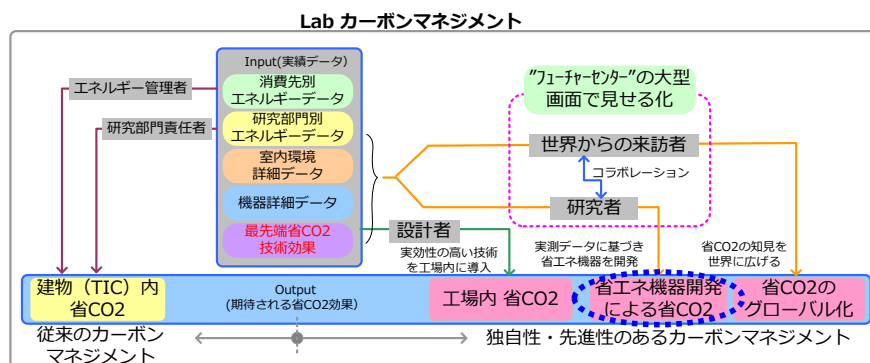 Lab カーボンマネジメント
Input(実績データ)
消費先別
エネルギーデータ
研究部門別
エネルギーデータ
室内環境
詳細データ
機器詳細データ
最先端省CO2
技術効果
エネルギー管理者
研究部門責任者
”フューチャーセンター”の大型
画面で見せる化
世界からの来訪者
コラボレーション
研究者
設計者
実効性の高い技術
を工場内に導入
実測データに基づき
省エネ機器を開発
省CO2の知見を
世界に広げる
建物（TIC）内
省CO2
Output
(期待される省CO2効果)
工場内 省CO2
省エネ機器開発
による省CO2
省CO2の
グローバル化
従来のカーボン
マネジメント
独自性・先進性のあるカーボンマネジメント